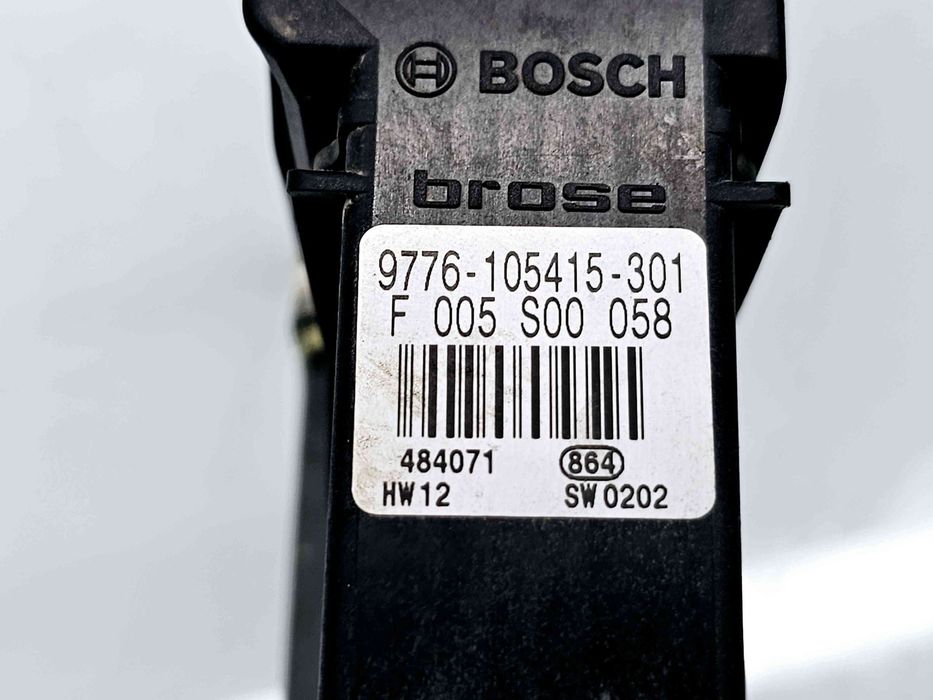 BOSCH
brose
9776-105415-301
F 005 S00 058
484071 864
HW12 SW0202